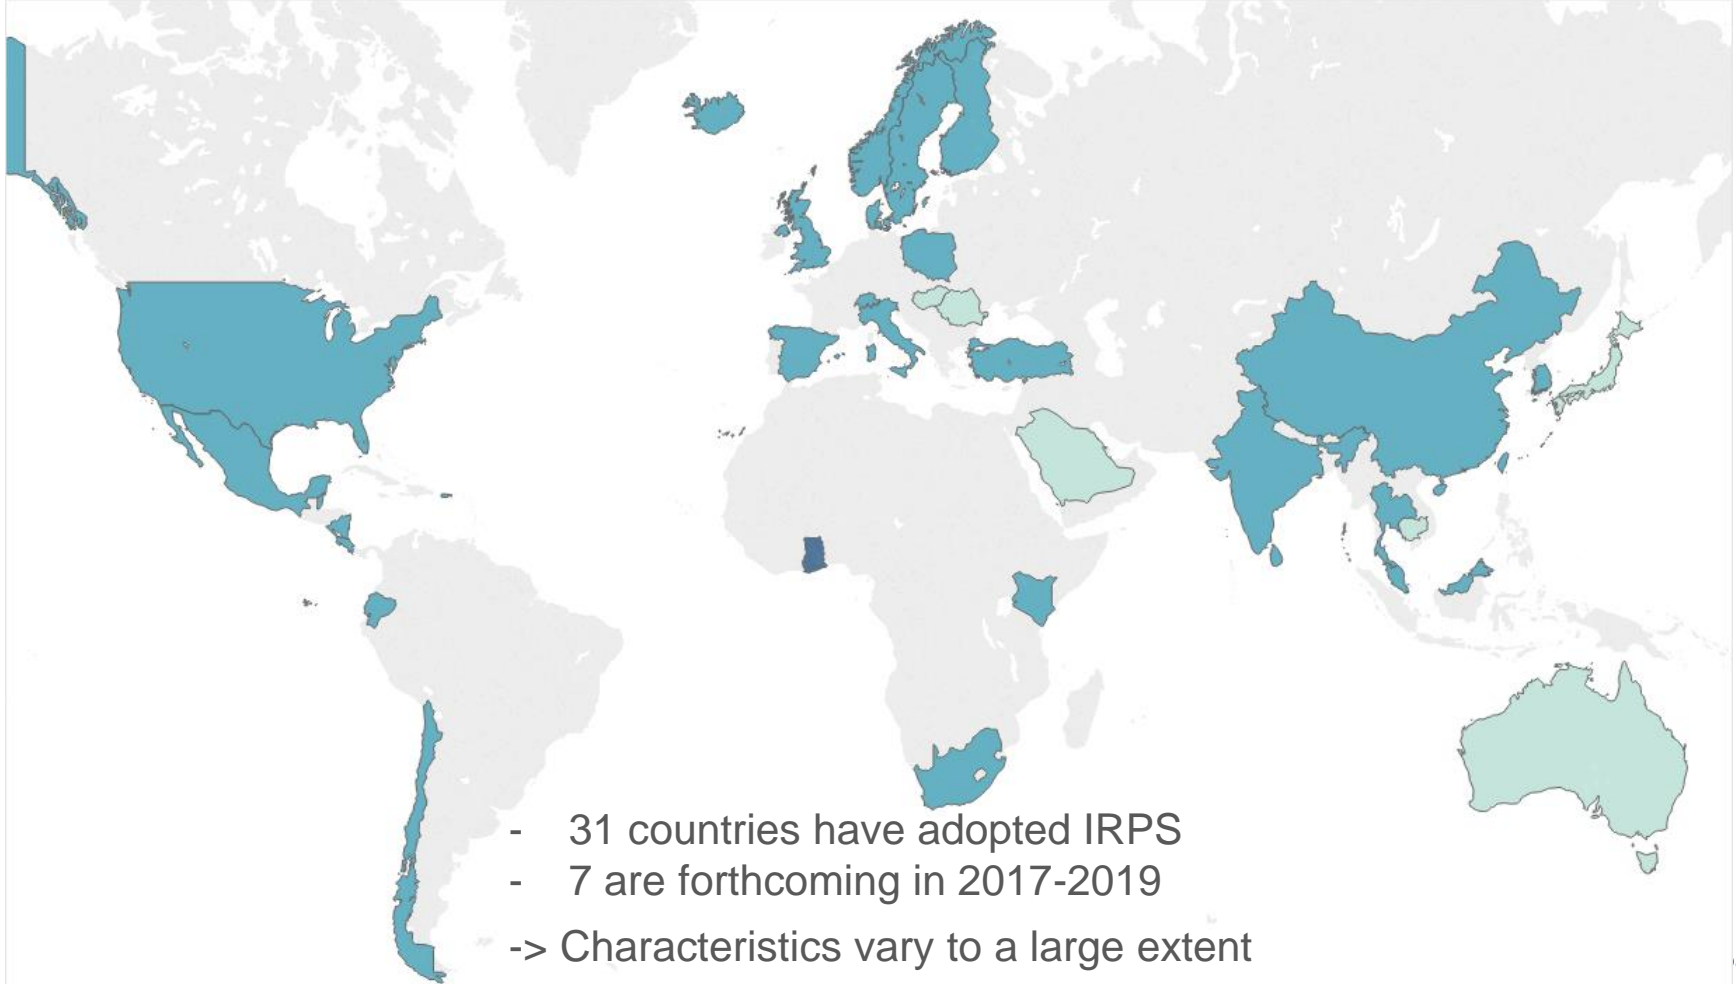 - 31 countries have adopted IRPS
- 7 are forthcoming in 2017-2019
-> Characteristics vary to a large extent